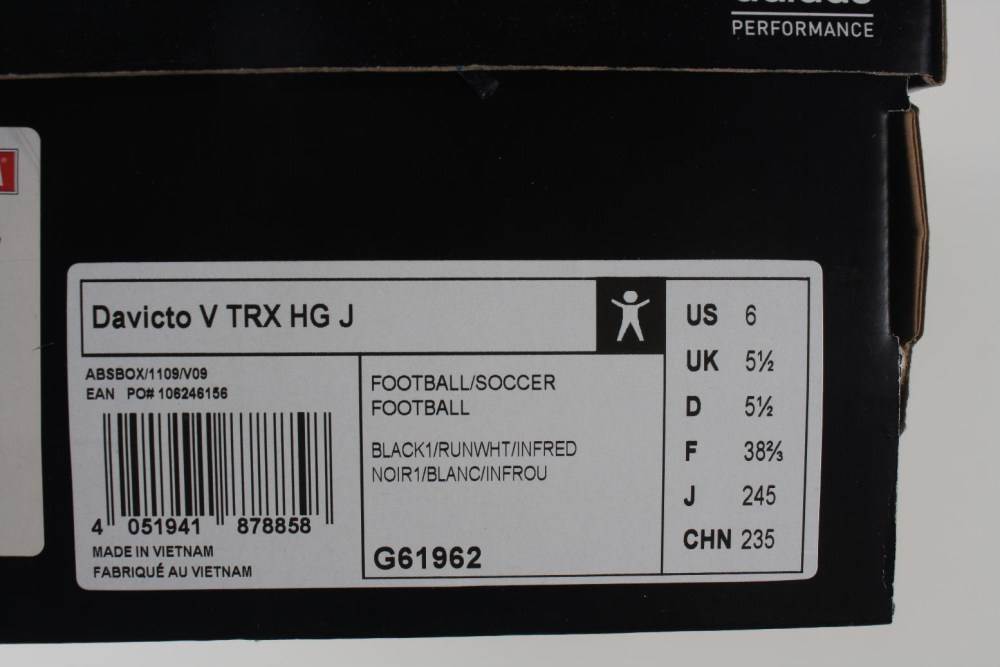 PERFORMANCE
Davicto V TRX HG J
ABSBOX/1109/V09
EAN PO# 106246156
4 051941 878858
MADE IN VIETNAM
FABRIQUÉ AU VIETNAM
FOOTBALL/SOCCER
FOOTBALL
BLACK1/RUNWHT/INFRED
NOIR1/BLANC/INFROU
G61962
US 6
UK 5½
D 5½
F 38⅔
J 245
CHN 235